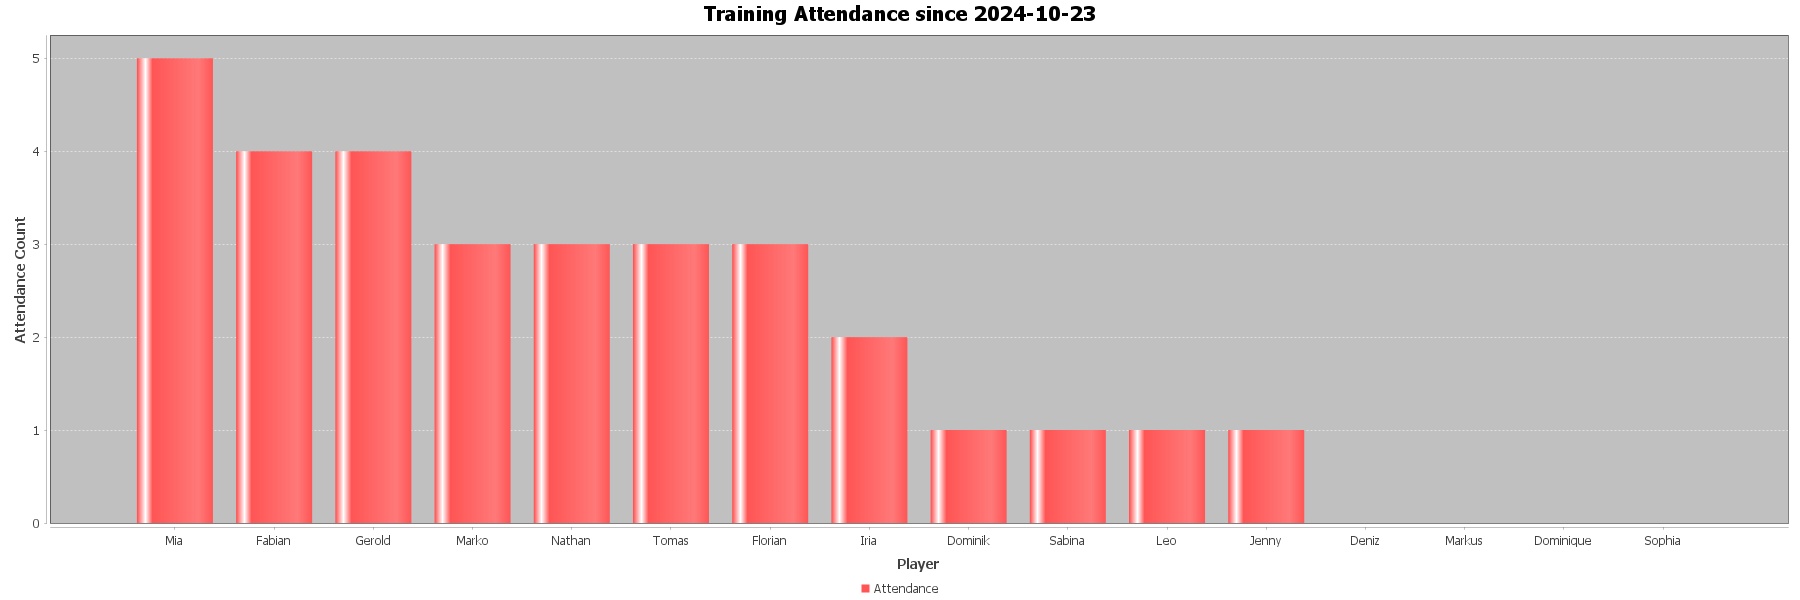 Training Attendance since 2024-10-23
Attendance Count
5
4
3
2
1
0
Mia Fabian Gerold Marko Nathan Tomas Florian Iria Dominik Sabina Leo Jenny Deniz Markus Dominique Sophia
Player
Attendance